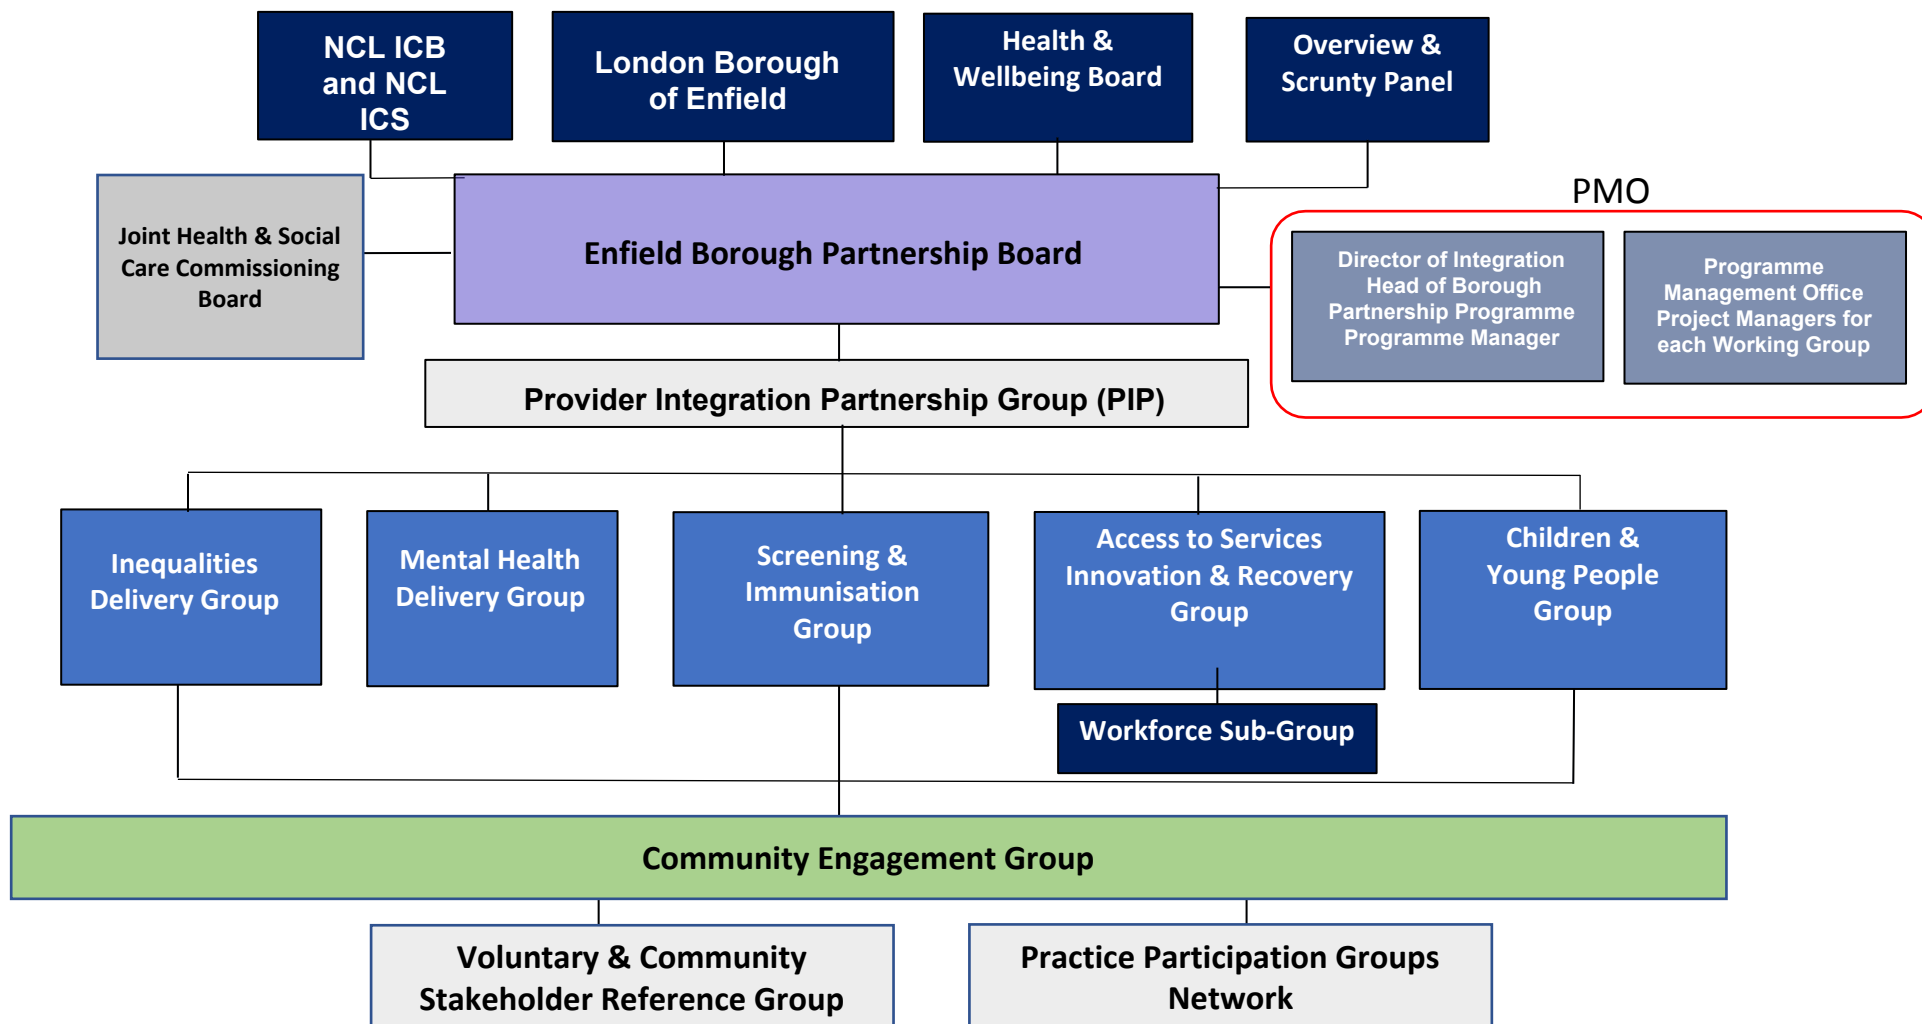 NCL ICB
and NCL
ICS
London Borough
of Enfield
Health &
Wellbeing Board
Overview &
Scrunty Panel
Joint Health & Social
Care Commissioning
Board
Enfield Borough Partnership Board
PMO
Director of Integration
Head of Borough
Partnership Programme
Programme Manager
Programme
Management Office
Project Managers for
each Working Group
Provider Integration Partnership Group (PIP)
Inequalities
Delivery Group
Mental Health
Delivery Group
Screening &
Immunisation
Group
Access to Services
Innovation & Recovery
Group
Children &
Young People
Group
Workforce Sub-Group
Community Engagement Group
Voluntary & Community
Stakeholder Reference Group
Practice Participation Groups
Network